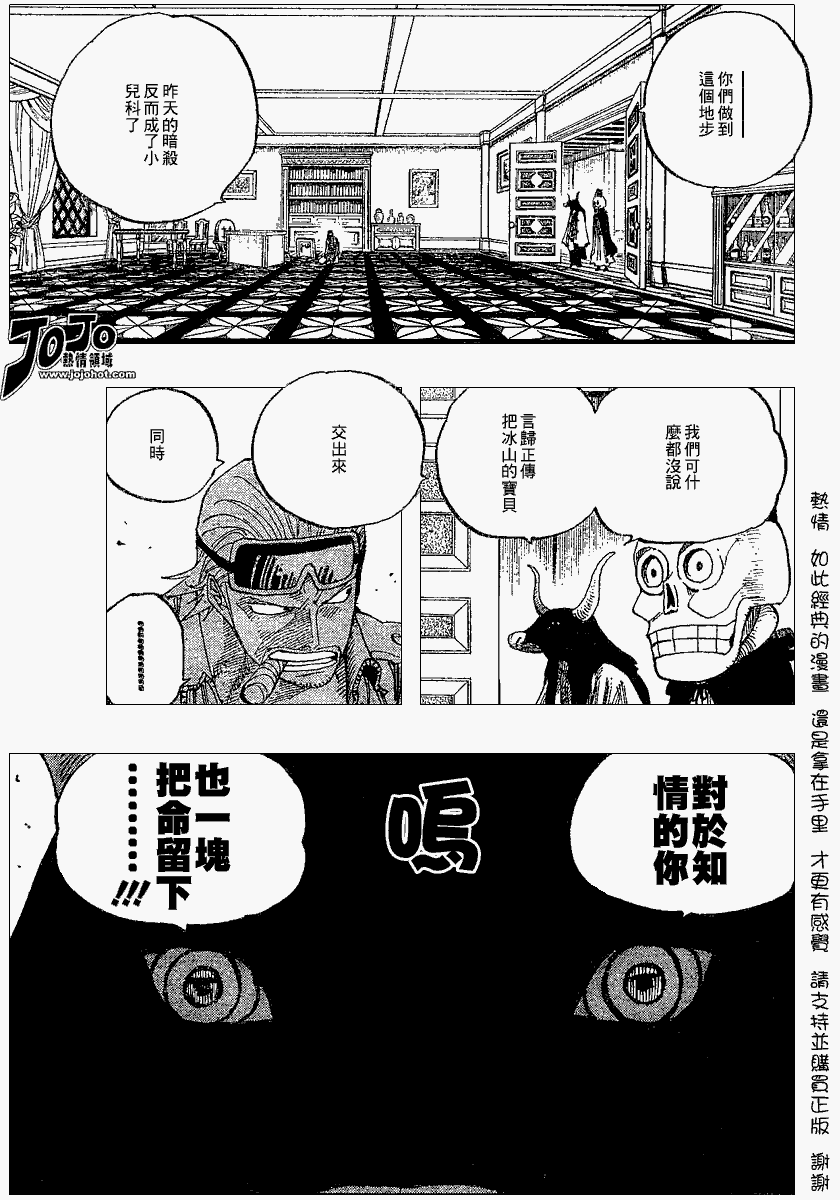 你們做到
這個地步
昨天的暗殺
反而成了小
兒科了
JOJO
熱情領域
www.jojohot.com
我們可什
麼都沒說
言歸正傳
把冰山的寶貝
交出來
同時
…………
對於知
情的你
嗚
也一塊
把命留下
………!!!
熱情 如此經典的漫畫 還是拿在手里 才更有感覺 請支持並購買正版 謝謝